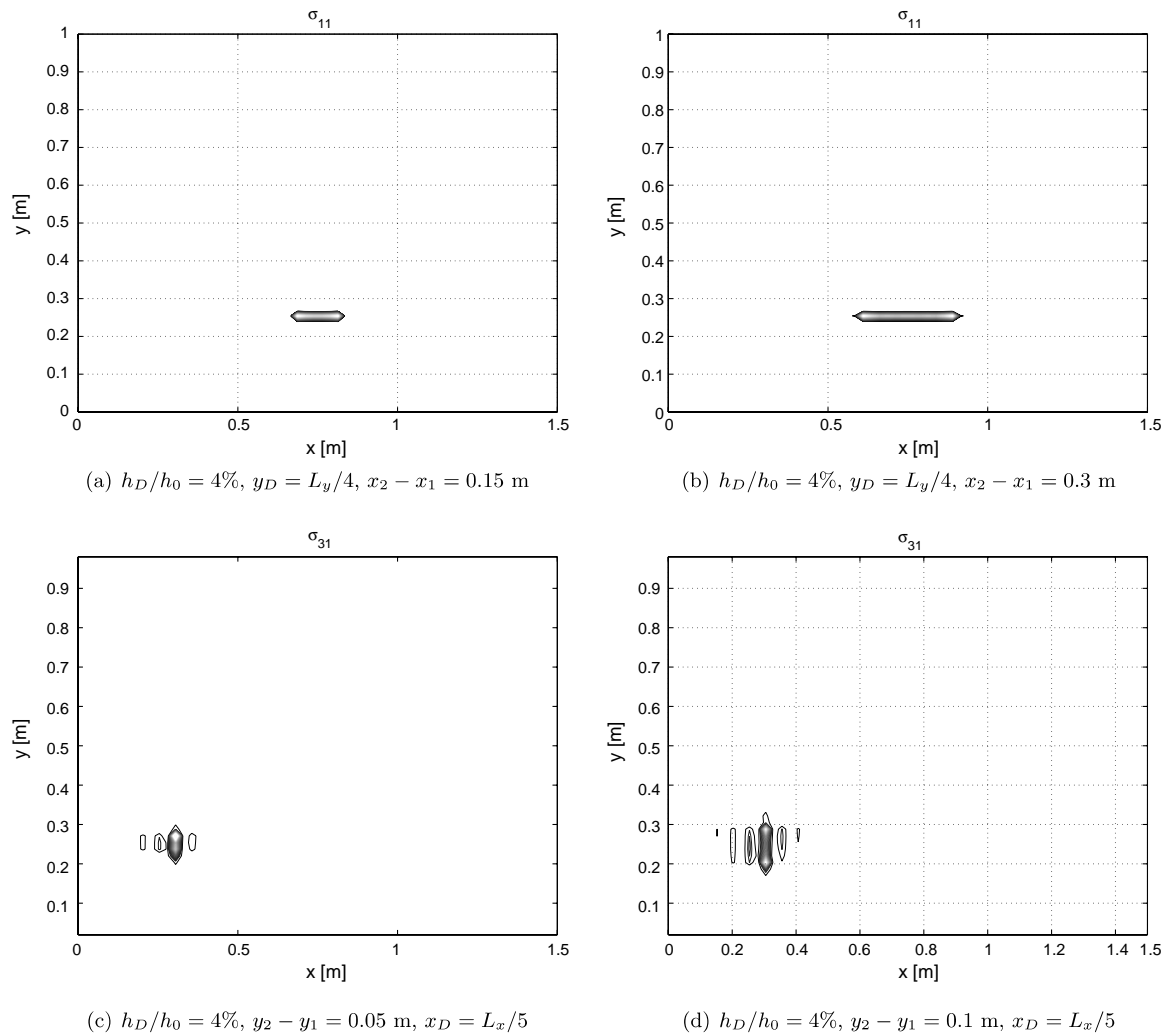 σ11
1
0.9
0.8
0.7
0.6
0.5
0.4
0.3
0.2
0.1
0
0 0.5 1 1.5
y [m]
x [m]
(a) hD/h0 = 4%, yD = Ly/4, x2 − x1 = 0.15 m
σ11
1
0.9
0.8
0.7
0.6
0.5
0.4
0.3
0.2
0.1
0
0 0.5 1 1.5
y [m]
x [m]
(b) hD/h0 = 4%, yD = Ly/4, x2 − x1 = 0.3 m
σ31
0.9
0.8
0.7
0.6
0.5
0.4
0.3
0.2
0.1
0 0.5 1 1.5
y [m]
x [m]
(c) hD/h0 = 4%, y2 − y1 = 0.05 m, xD = Lx/5
σ31
0.9
0.8
0.7
0.6
0.5
0.4
0.3
0.2
0.1
0 0.2 0.4 0.6 0.8 1 1.2 1.4 1.5
y [m]
x [m]
(d) hD/h0 = 4%, y2 − y1 = 0.1 m, xD = Lx/5